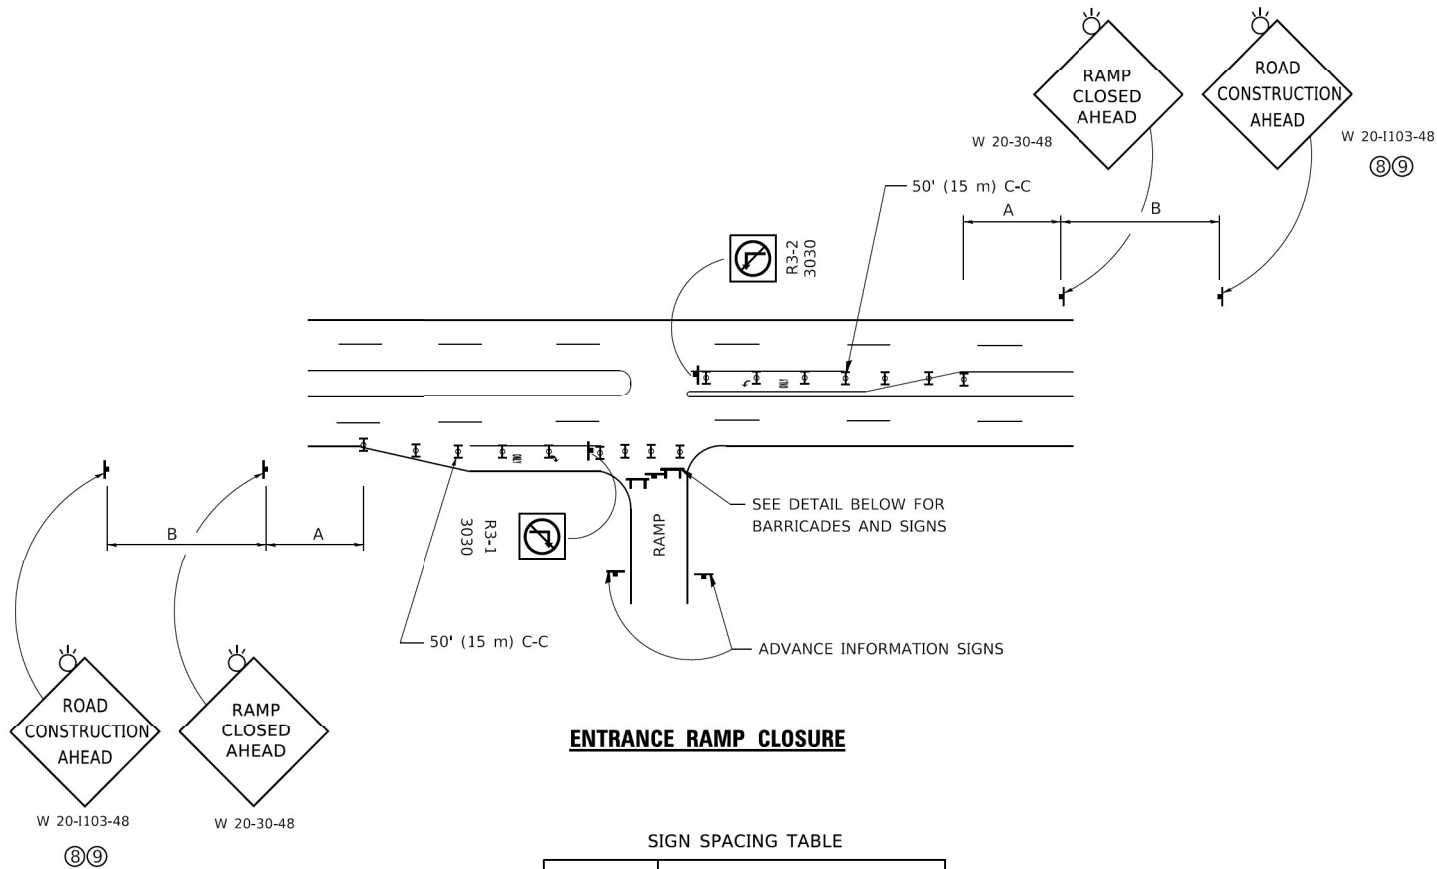 RAMP
CLOSED
AHEAD
W 20-30-48
ROAD
CONSTRUCTION
AHEAD
W 20-I103-48
⑧⑨
50' (15 m) C-C
A
B
R3-2
3030
SEE DETAIL BELOW FOR
BARRICADES AND SIGNS
RAMP
B
A
R3-1
3030
50' (15 m) C-C
ADVANCE INFORMATION SIGNS
ROAD
CONSTRUCTION
AHEAD
W 20-I103-48
⑧⑨
RAMP
CLOSED
AHEAD
W 20-30-48
ENTRANCE RAMP CLOSURE
SIGN SPACING TABLE